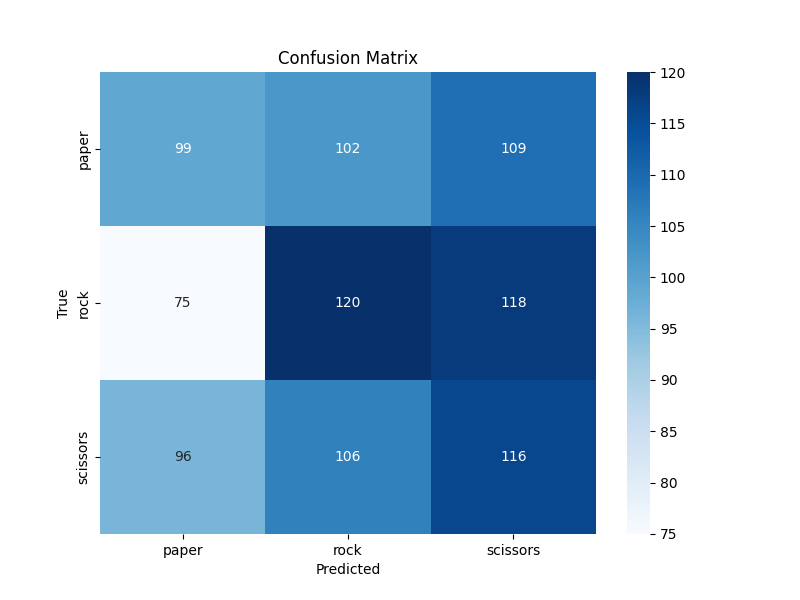 Confusion Matrix
True
paper
99 102 109
rock
75 120 118
scissors
96 106 116
paper rock scissors
Predicted
120
115
110
105
100
95
90
85
80
75